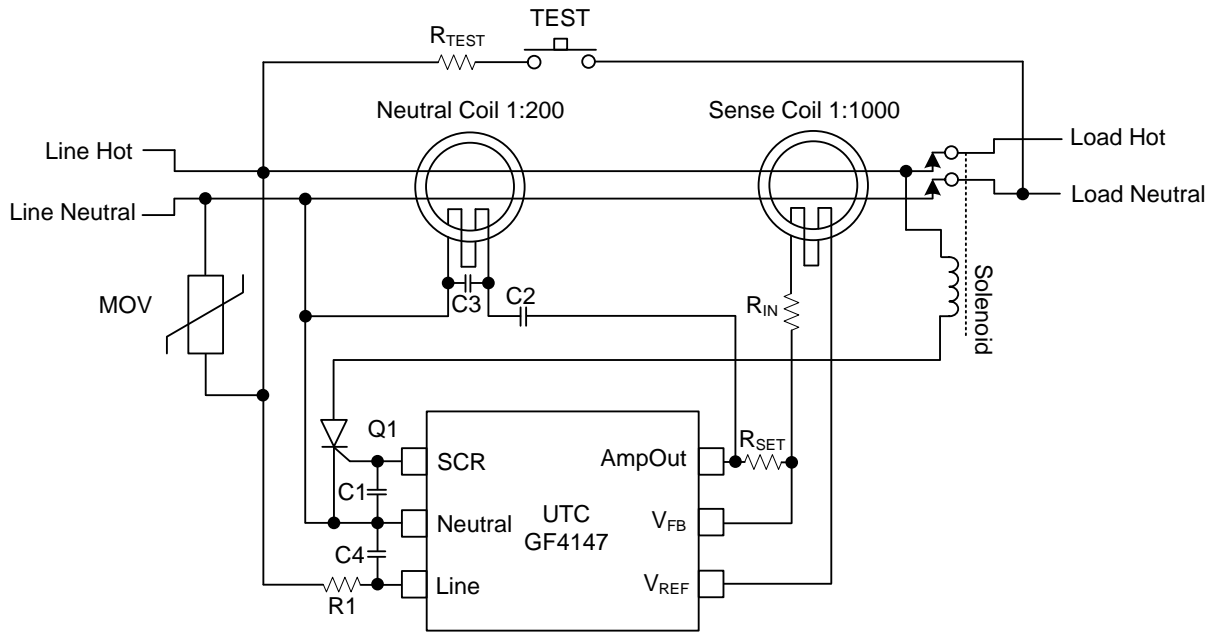 TEST
RTEST
Neutral Coil 1:200
Sense Coil 1:1000
Line Hot
Load Hot
Line Neutral
Load Neutral
MOV
C3
C2
RIN
Solenoid
Q1
RSET
SCR
AmpOut
C1
Neutral
UTC
GF4147
VFB
C4
Line
VREF
R1